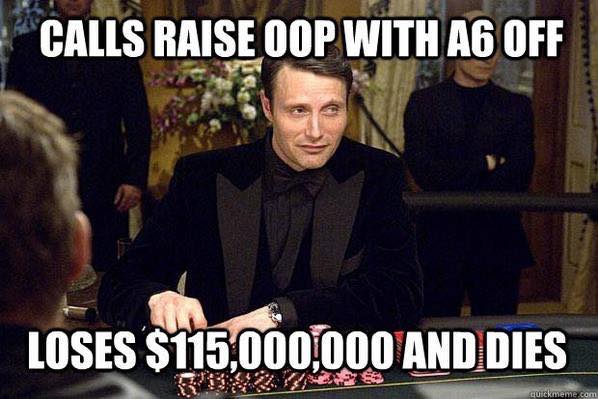 CALLS RAISE OOP WITH A6 OFF
LOSES $115,000,000 AND DIES
quickmeme.com